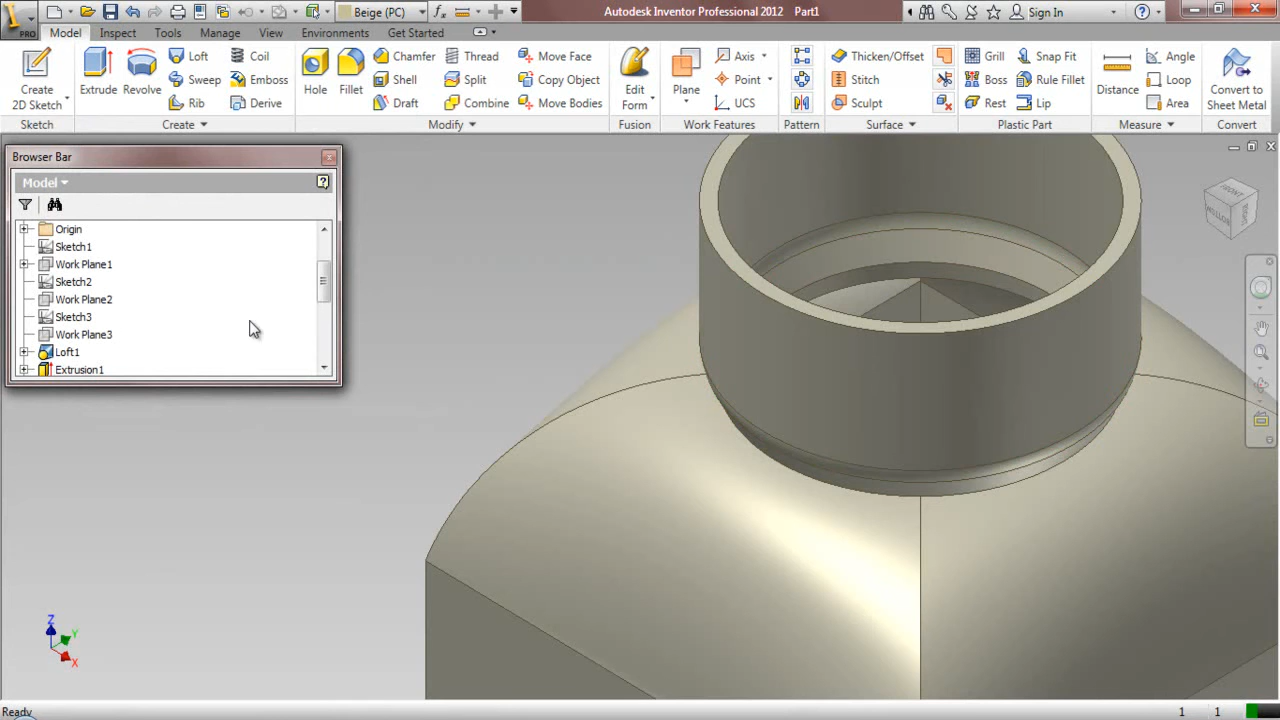 PRO
Beige (PC)
Autodesk Inventor Professional 2012 Part1
Sign In
Model Inspect Tools Manage View Environments Get Started
Create 2D Sketch
Extrude
Revolve
Loft
Sweep
Rib
Coil
Emboss
Derive
Hole
Fillet
Chamfer
Shell
Draft
Thread
Split
Combine
Move Face
Copy Object
Move Bodies
Edit Form
Plane
Axis
Point
UCS
Thicken/Offset
Stitch
Sculpt
Grill
Boss
Rest
Snap Fit
Rule Fillet
Lip
Distance
Angle
Loop
Area
Convert to Sheet Metal
Sketch Create Modify Fusion Work Features Pattern Surface Plastic Part Measure Convert
Browser Bar
Model
Origin
Sketch1
Work Plane1
Sketch2
Work Plane2
Sketch3
Work Plane3
Loft1
Extrusion1
FRONT
Z
Y
X
Ready
1 1